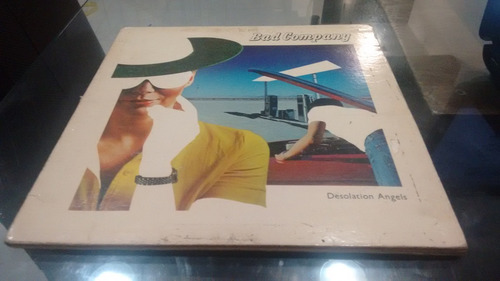 Bad Company
Desolation Angels